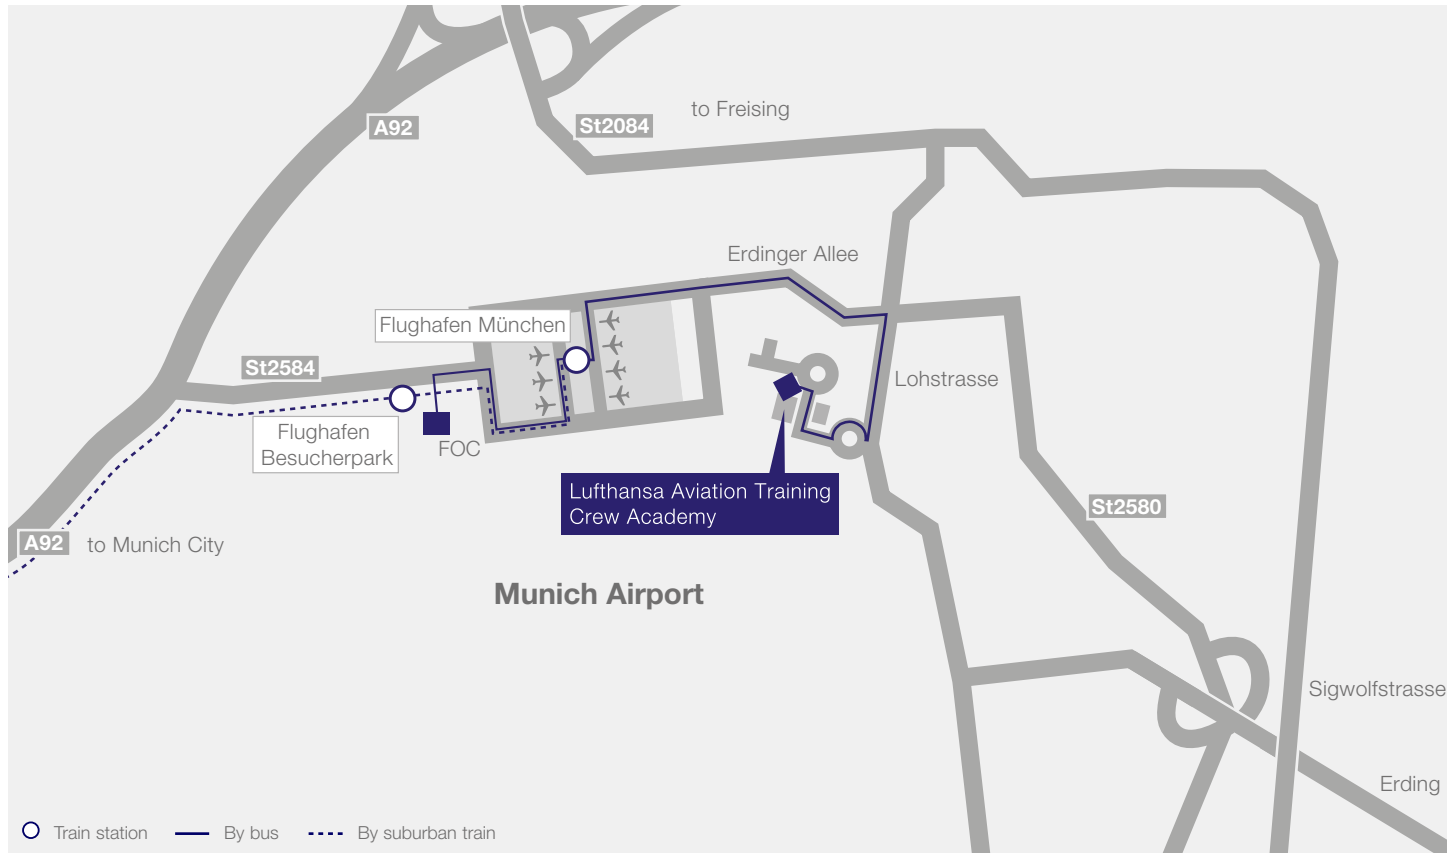 to Freising
A92
St2084
Erdinger Allee
Flughafen München
St2584
Lohstrasse
Flughafen
Besucherpark
FOC
Lufthansa Aviation Training
Crew Academy
St2580
A92
to Munich City
Munich Airport
Sigwolfstrasse
Erding
Train station
By bus
By suburban train